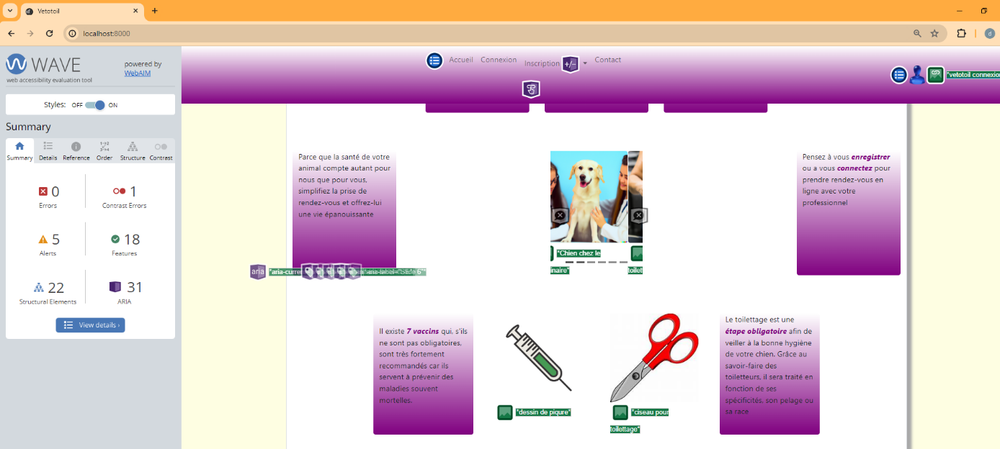 Vetotoil
localhost:8000
d
WAVE
web accessibility evaluation tool
powered by
WebAIM
Styles: OFF ON
Summary
Summary Details Reference Order Structure Contrast
0
Errors
1
Contrast Errors
5
Alerts
18
Features
22
Structural Elements
31
ARIA
View details ›
Accueil Connexion Inscription +/- Contact
*vetotoil connexion
Parce que la santé de votre
animal compte autant pour
nous que pour vous,
simplifiez la prise de
rendez-vous et offrez-lui
une vie épanouissante
*Chien chez le
inaire*
toilet
Pensez à vous enregistrer
ou a vous connectez pour
prendre rendez-vous en
ligne avec votre
professionnel
aria *aria-curre aria-label="Slide 6"*
Il existe 7 vaccins qui, s'ils
ne sont pas obligatoires,
sont très fortement
recommandés car ils
servent à prévenir des
maladies souvent
mortelles.
*dessin de piqure*
*ciseau pour
toilettage*
Le toilettage est une
étape obligatoire afin de
veiller à la bonne hygiène
de votre chien. Grâce au
savoir-faire des
toiletteurs, il sera traité en
fonction de ses
spécificités, son pelage ou
sa race